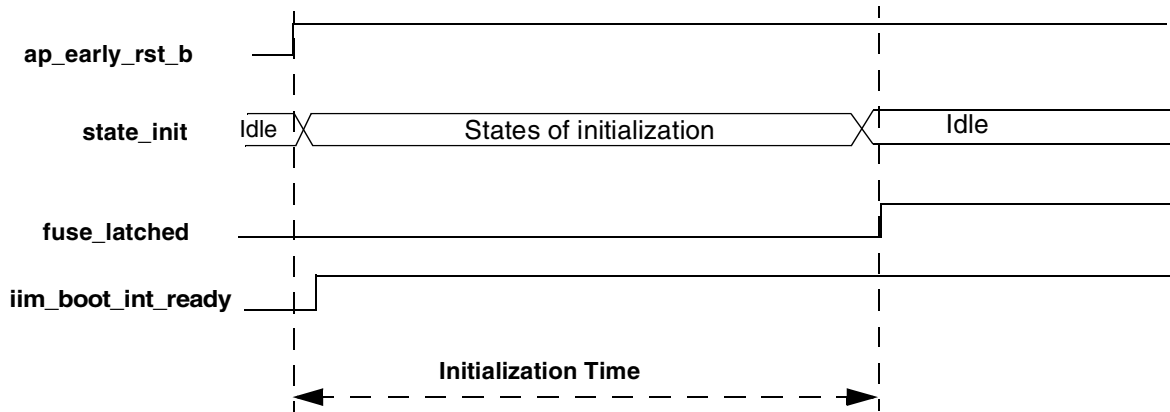 ap_early_rst_b
state_init
Idle
States of initialization
Idle
fuse_latched
iim_boot_int_ready
Initialization Time